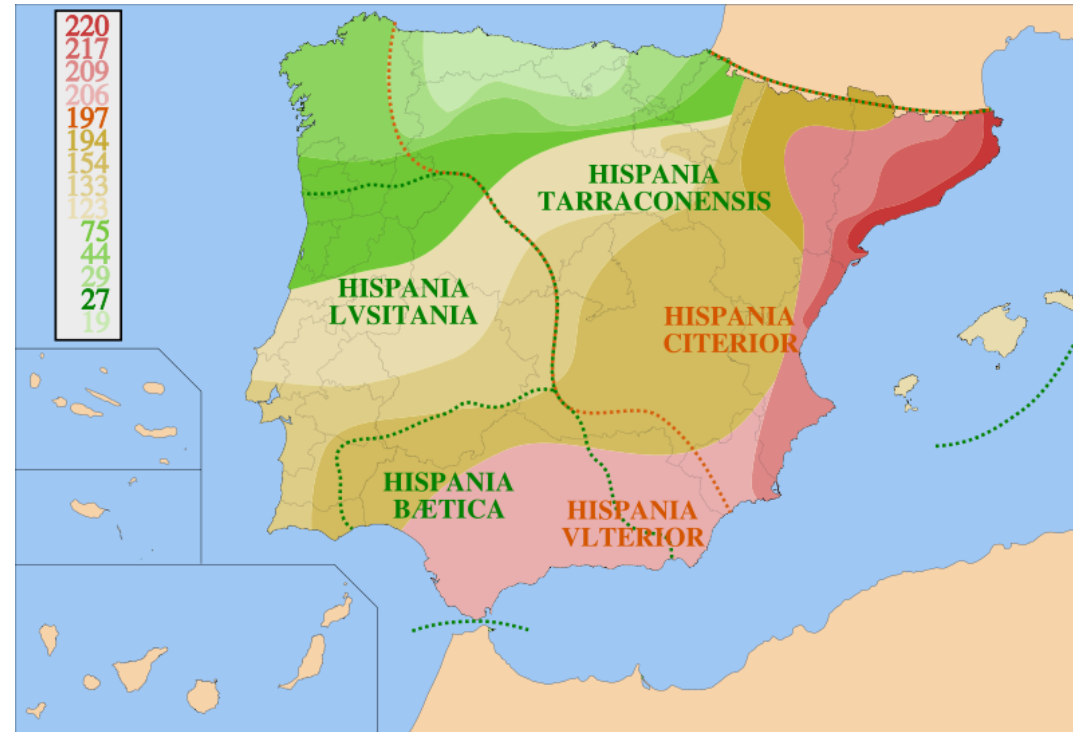 220
217
209
206
197
194
154
133
123
75
44
29
27
19
HISPANIA
TARRACONENSIS
HISPANIA
LVSITANIA
HISPANIA
CITERIOR
HISPANIA
BÆTICA
HISPANIA
VLTERIOR